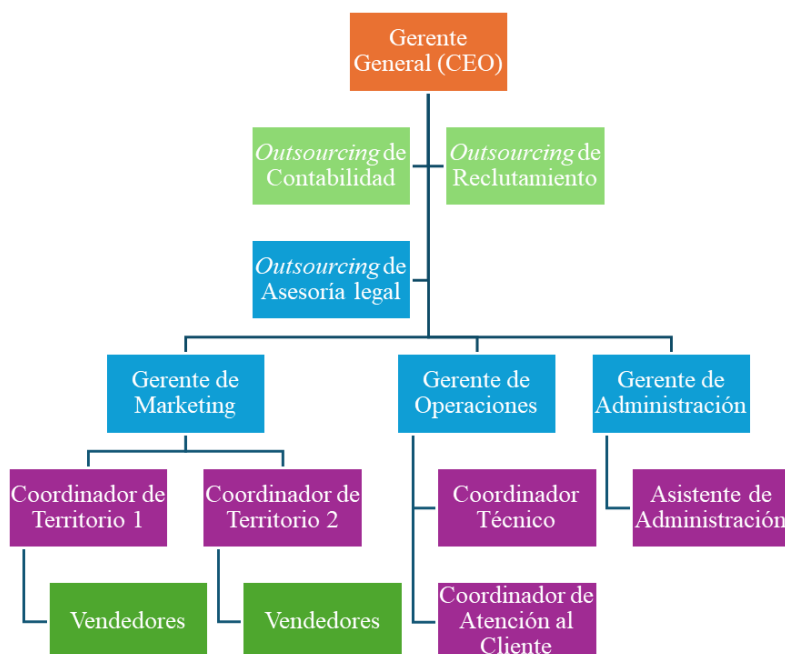 Gerente
General (CEO)
Outsourcing de
Contabilidad
Outsourcing de
Reclutamiento
Outsourcing de
Asesoría legal
Gerente de
Marketing
Gerente de
Operaciones
Gerente de
Administración
Coordinador de
Territorio 1
Coordinador de
Territorio 2
Coordinador
Técnico
Asistente de
Administración
Vendedores
Vendedores
Coordinador de
Atención al
Cliente